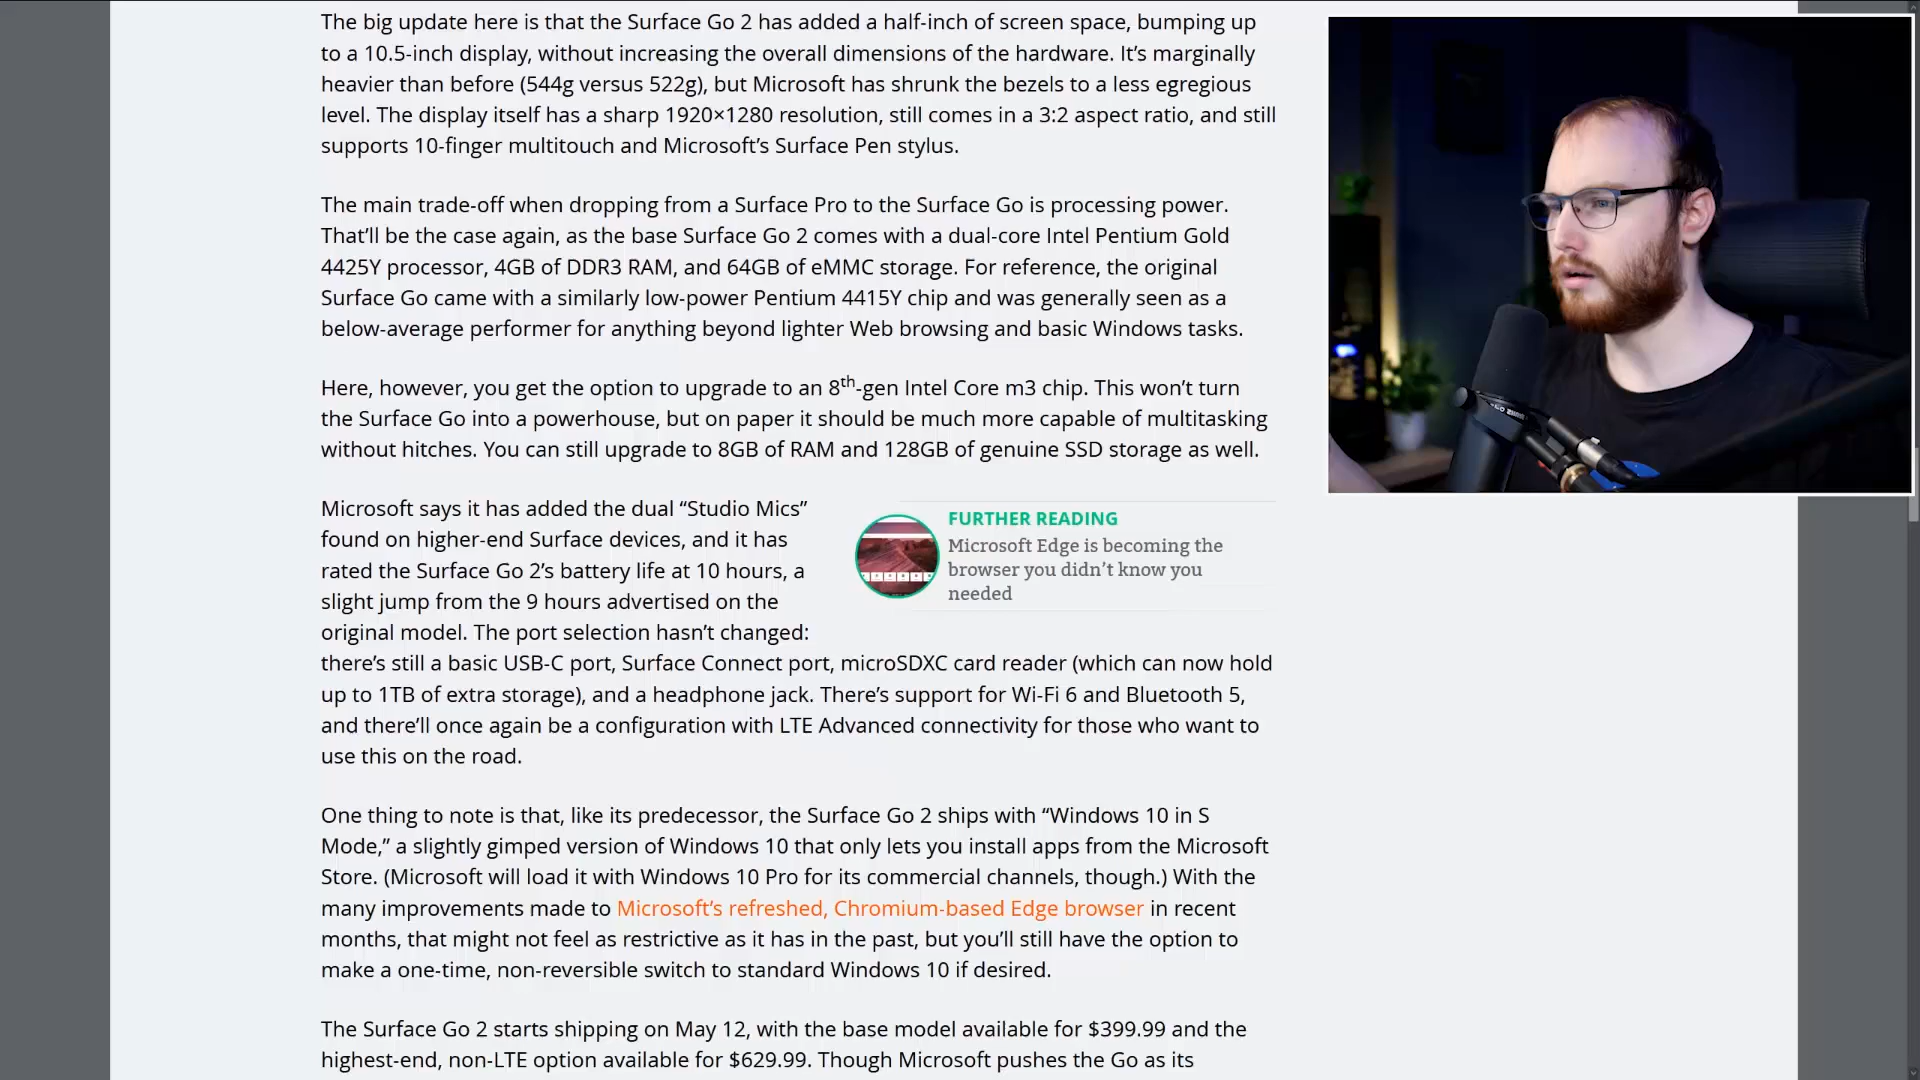 The big update here is that the Surface Go 2 has added a half-inch of screen space, bumping up
to a 10.5-inch display, without increasing the overall dimensions of the hardware. It’s marginally
heavier than before (544g versus 522g), but Microsoft has shrunk the bezels to a less egregious
level. The display itself has a sharp 1920×1280 resolution, still comes in a 3:2 aspect ratio, and still
supports 10-finger multitouch and Microsoft’s Surface Pen stylus.
The main trade-off when dropping from a Surface Pro to the Surface Go is processing power.
That’ll be the case again, as the base Surface Go 2 comes with a dual-core Intel Pentium Gold
4425Y processor, 4GB of DDR3 RAM, and 64GB of eMMC storage. For reference, the original
Surface Go came with a similarly low-power Pentium 4415Y chip and was generally seen as a
below-average performer for anything beyond lighter Web browsing and basic Windows tasks.
Here, however, you get the option to upgrade to an 8th-gen Intel Core m3 chip. This won’t turn
the Surface Go into a powerhouse, but on paper it should be much more capable of multitasking
without hitches. You can still upgrade to 8GB of RAM and 128GB of genuine SSD storage as well.
Microsoft says it has added the dual “Studio Mics”
found on higher-end Surface devices, and it has
rated the Surface Go 2’s battery life at 10 hours, a
slight jump from the 9 hours advertised on the
original model. The port selection hasn’t changed:
there’s still a basic USB-C port, Surface Connect port, microSDXC card reader (which can now hold
up to 1TB of extra storage), and a headphone jack. There’s support for Wi-Fi 6 and Bluetooth 5,
and there’ll once again be a configuration with LTE Advanced connectivity for those who want to
use this on the road.
FURTHER READING
Microsoft Edge is becoming the
browser you didn’t know you
needed
One thing to note is that, like its predecessor, the Surface Go 2 ships with “Windows 10 in S
Mode,” a slightly gimped version of Windows 10 that only lets you install apps from the Microsoft
Store. (Microsoft will load it with Windows 10 Pro for its commercial channels, though.) With the
many improvements made to Microsoft’s refreshed, Chromium-based Edge browser in recent
months, that might not feel as restrictive as it has in the past, but you’ll still have the option to
make a one-time, non-reversible switch to standard Windows 10 if desired.
The Surface Go 2 starts shipping on May 12, with the base model available for $399.99 and the
highest-end, non-LTE option available for $629.99. Though Microsoft pushes the Go as its